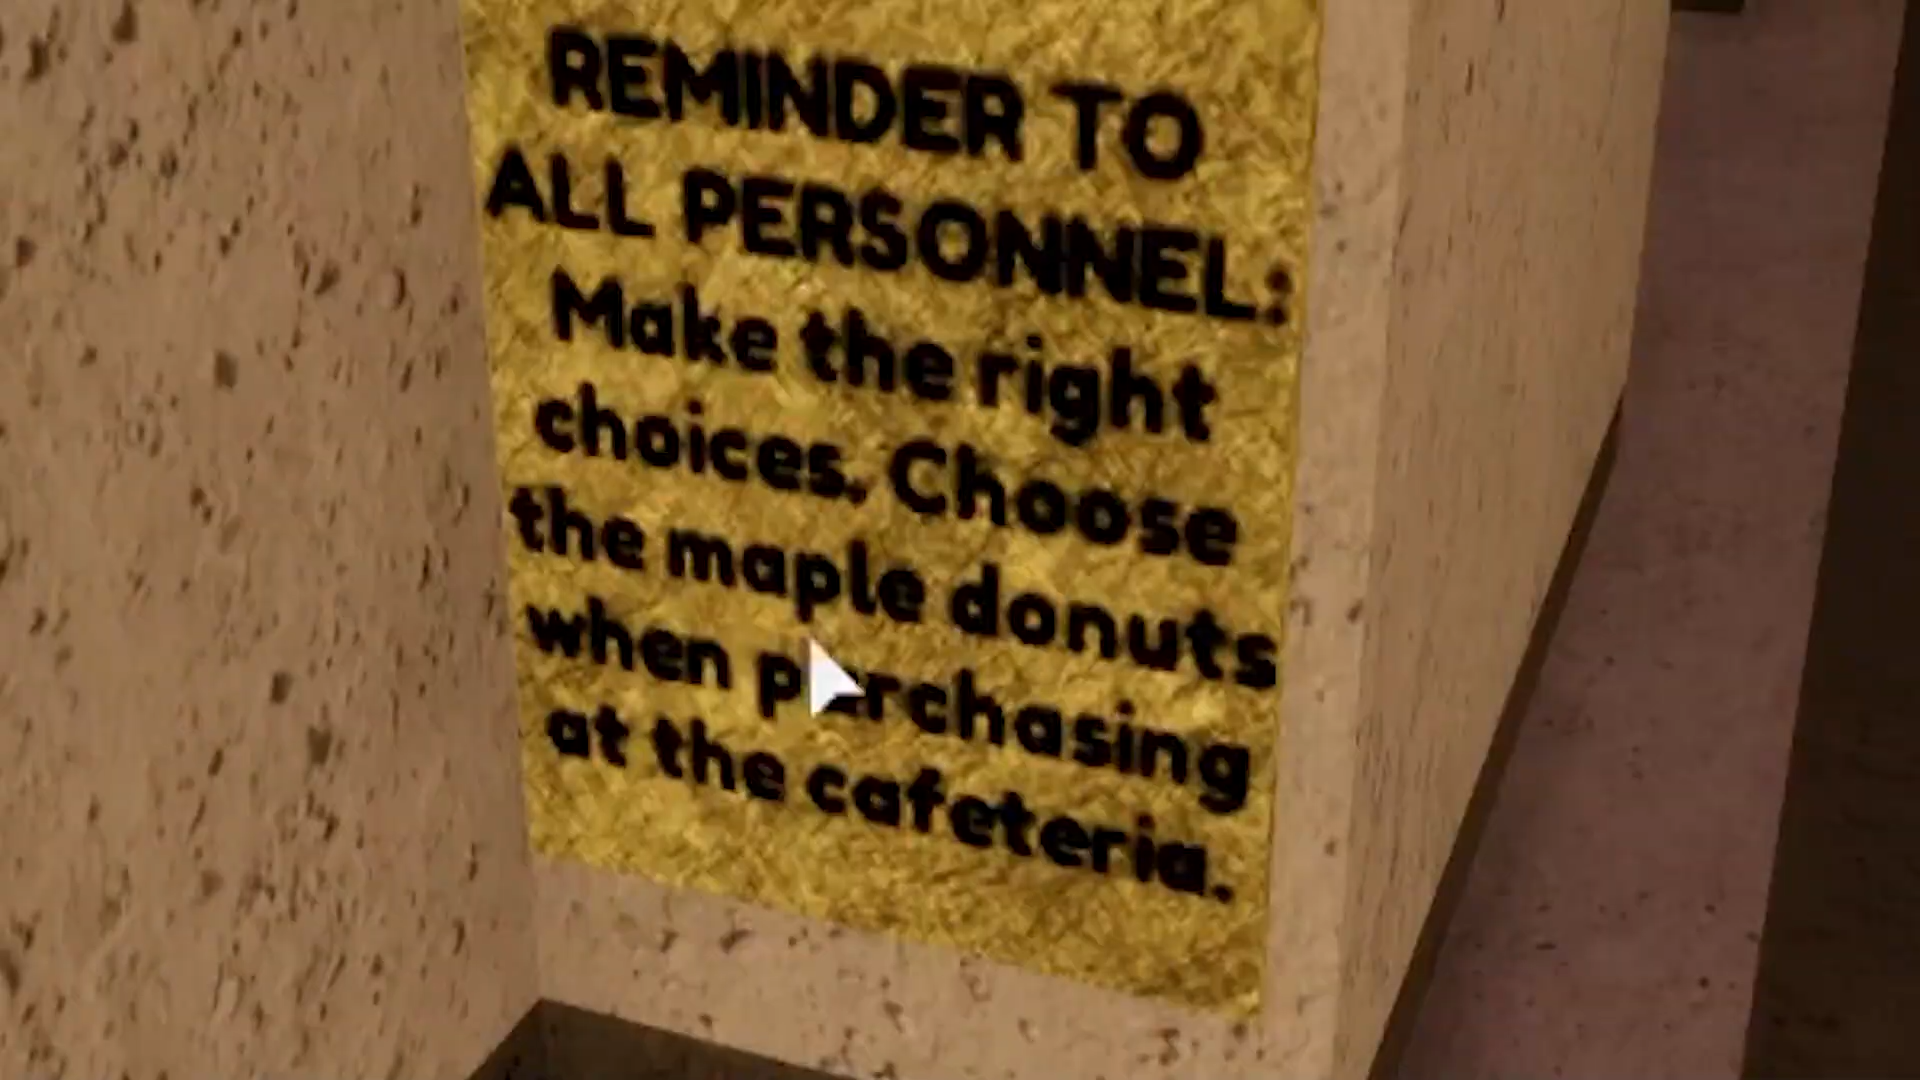 REMINDER TO
ALL PERSONNEL:
Make the right
choices. Choose
the maple donuts
when purchasing
at the cafeteria.